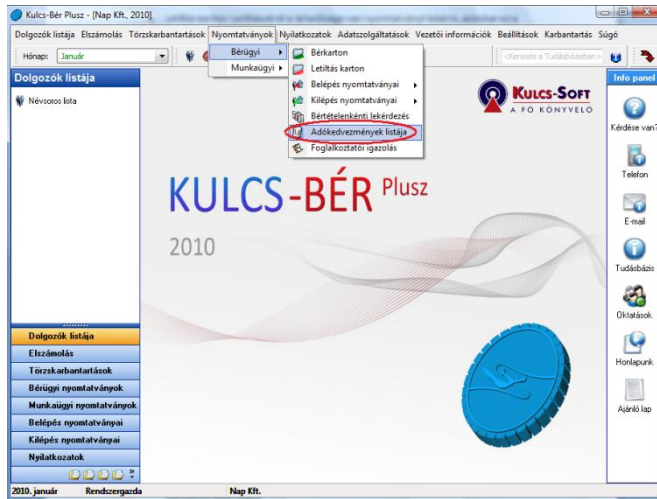 Kulcs-Bér Plusz - [Nap Kft., 2010]
Dolgozók listája Elszámolás Törzskarbantartások Nyomtatványok Nyilatkozatok Adatszolgáltatások Vezetői információk Beállítások Karbantartás Súgó
Hónap: Január
<Keresés a Tudásbázisban>
Bérügyi
Munkaügyi
Bérkarton
Letiltás karton
Belépés nyomtatványai
Kilépés nyomtatványai
Bértételenkénti lekérdezés
Adókedvezmények listája
Foglalkoztatói igazolás
Dolgozók listája
Névsoros lista
KULCS-SOFT
A FŐ KÖNYVELŐ
KULCS-BÉR Plusz
2010
Info panel
Kérdése van?
Telefon
E-mail
Tudásbázis
Oktatások
Honlapunk
Ajánló lap
Dolgozók listája
Elszámolás
Törzskarbantartások
Bérügyi nyomtatványok
Munkaügyi nyomtatványok
Belépés nyomtatványai
Kilépés nyomtatványai
Nyilatkozatok
2010. január Rendszergazda Nap Kft.